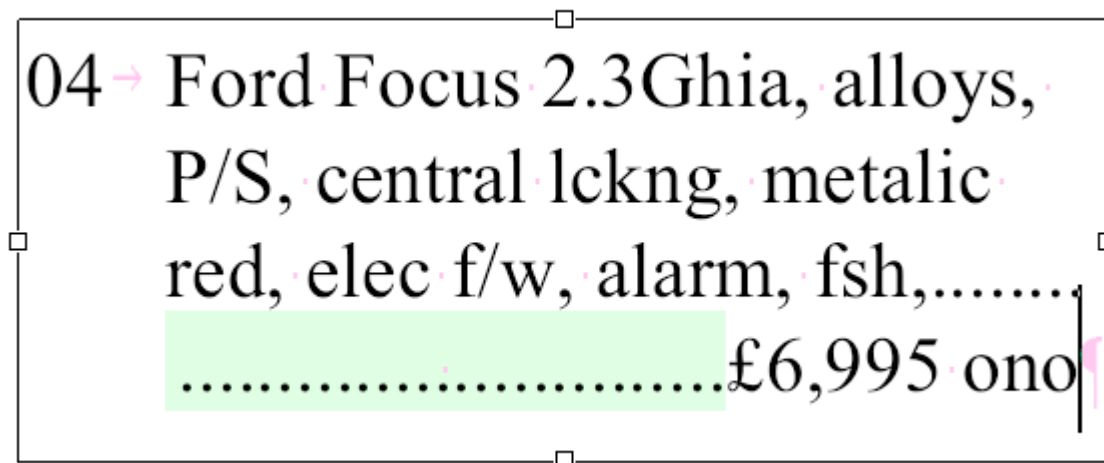 04 Ford Focus 2.3Ghia, alloys,
P/S, central lckng, metalic
red, elec f/w, alarm, fsh,........
..................................£6,995 ono